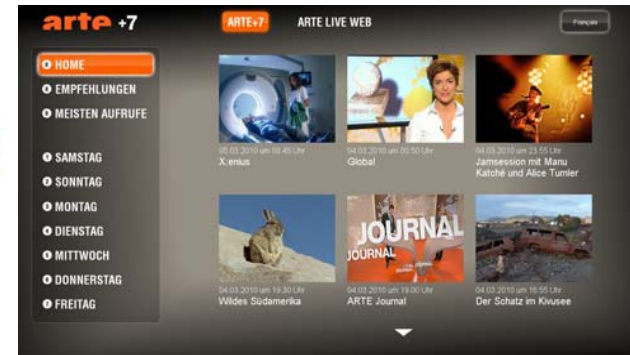 arte +7
ARTE+7
ARTE LIVE WEB
Français
HOME
EMPFEHLUNGEN
MEISTEN AUFRUFE
SAMSTAG
SONNTAG
MONTAG
DIENSTAG
MITTWOCH
DONNERSTAG
FREITAG
05.03.2010 um 08.45 Uhr
X:enius
04.03.2010 um 00.50 Uhr
Global
04.03.2010 um 23.55 Uhr
Jamsession mit Manu
Katché und Alice Tumler
04.03.2010 um 19.30 Uhr
Wildes Südamerika
JOURNAL
JOURNAL
JOURNAL
04.03.2010 um 19.00 Uhr
ARTE Journal
04.03.2010 um 16.55 Uhr
Der Schatz im Kivusee